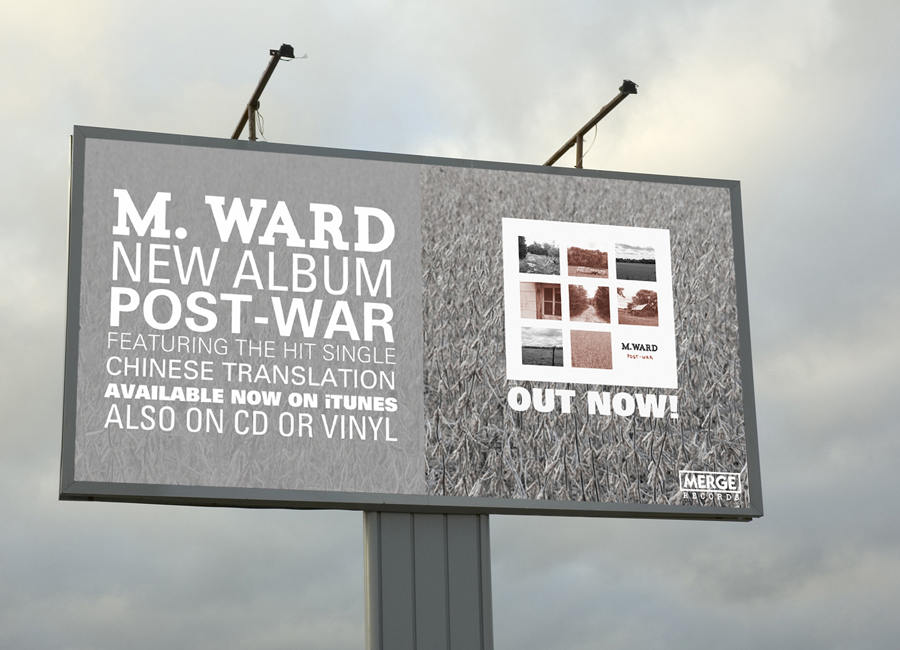 M. WARD
NEW ALBUM
POST-WAR
FEATURING THE HIT SINGLE
CHINESE TRANSLATION
AVAILABLE NOW ON iTUNES
ALSO ON CD OR VINYL
M.WARD
POST-WAR
OUT NOW!
MERGE
RECORDS